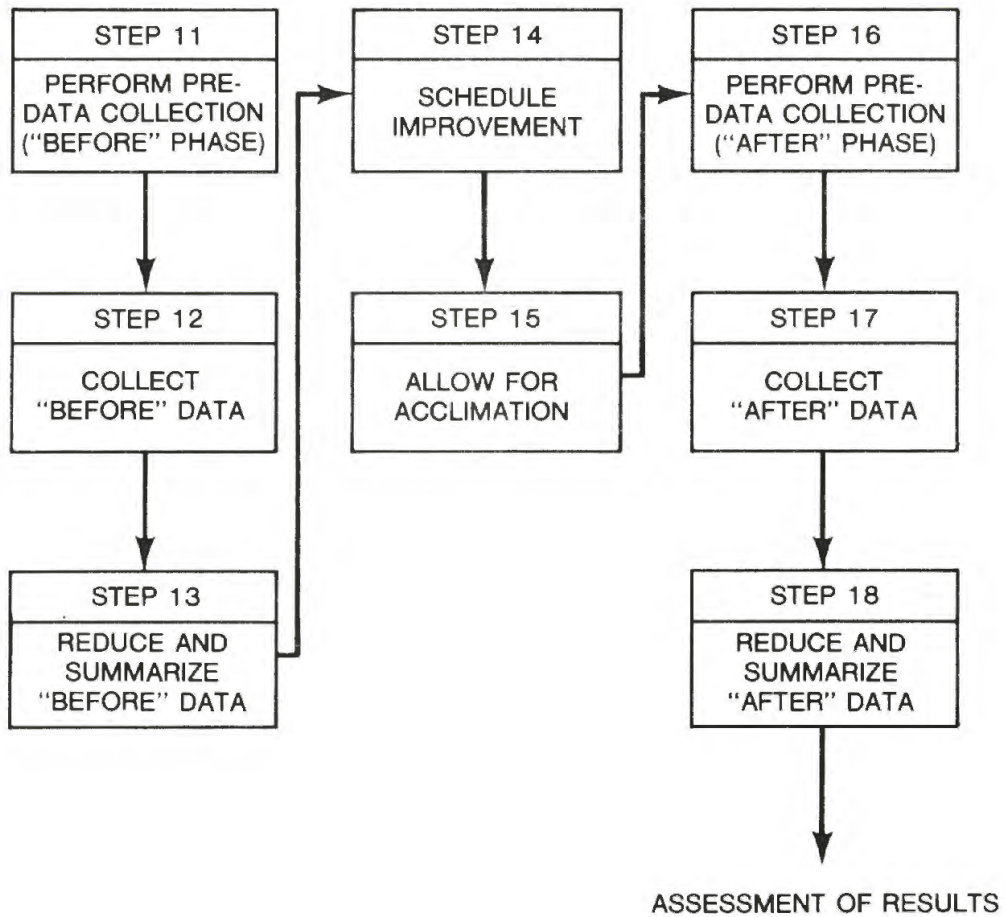 STEP 11
PERFORM PRE-
DATA COLLECTION
("BEFORE" PHASE)
STEP 12
COLLECT
"BEFORE" DATA
STEP 13
REDUCE AND
SUMMARIZE
"BEFORE" DATA
STEP 14
SCHEDULE
IMPROVEMENT
STEP 15
ALLOW FOR
ACCLIMATION
STEP 16
PERFORM PRE-
DATA COLLECTION
("AFTER" PHASE)
STEP 17
COLLECT
"AFTER" DATA
STEP 18
REDUCE AND
SUMMARIZE
"AFTER" DATA
ASSESSMENT OF RESULTS